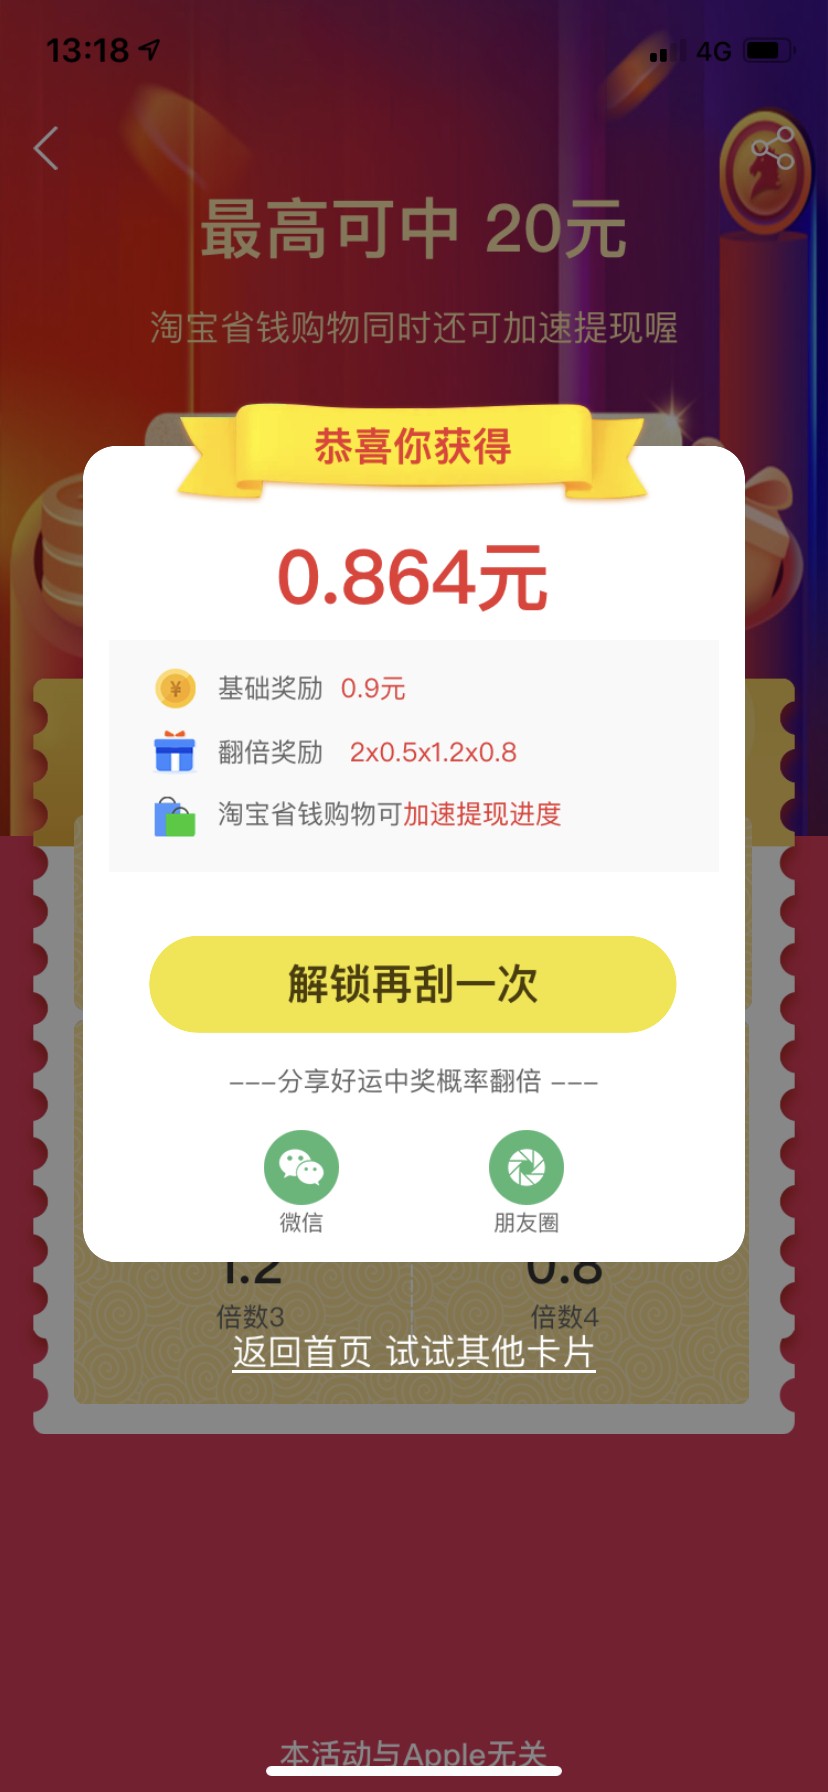 13:18
4G
最高可中 20元
淘宝省钱购物同时还可加速提现喔
恭喜你获得
0.864元
基础奖励 0.9元
翻倍奖励 2x0.5x1.2x0.8
淘宝省钱购物可加速提现进度
解锁再刮一次
---分享好运中奖概率翻倍 ---
微信 朋友圈
1.2 0.8
倍数3 倍数4
返回首页 试试其他卡片
本活动与Apple无关